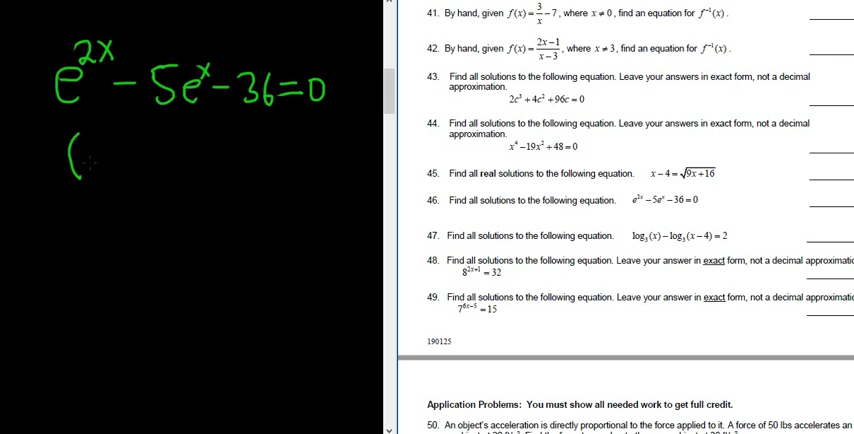 e^{2x} - 5e^x - 36 = 0
(
41. By hand, given f(x) = 3/x - 7, where x ≠ 0, find an equation for f⁻¹(x).
42. By hand, given f(x) = (2x-1)/(x-3), where x ≠ 3, find an equation for f⁻¹(x).
43. Find all solutions to the following equation. Leave your answers in exact form, not a decimal
approximation.
2c³ + 4c² + 96c = 0
44. Find all solutions to the following equation. Leave your answers in exact form, not a decimal
approximation.
x⁴ - 19x² + 48 = 0
45. Find all real solutions to the following equation. x - 4 = √(9x + 16)
46. Find all solutions to the following equation. e^{2x} - 5e^x - 36 = 0
47. Find all solutions to the following equation. log₃(x) - log₃(x - 4) = 2
48. Find all solutions to the following equation. Leave your answer in exact form, not a decimal approximatio
8^{2x+1} = 32
49. Find all solutions to the following equation. Leave your answer in exact form, not a decimal approximatio
7^{6x-5} = 15
190125
Application Problems: You must show all needed work to get full credit.
50. An object's acceleration is directly proportional to the force applied to it. A force of 50 lbs accelerates an